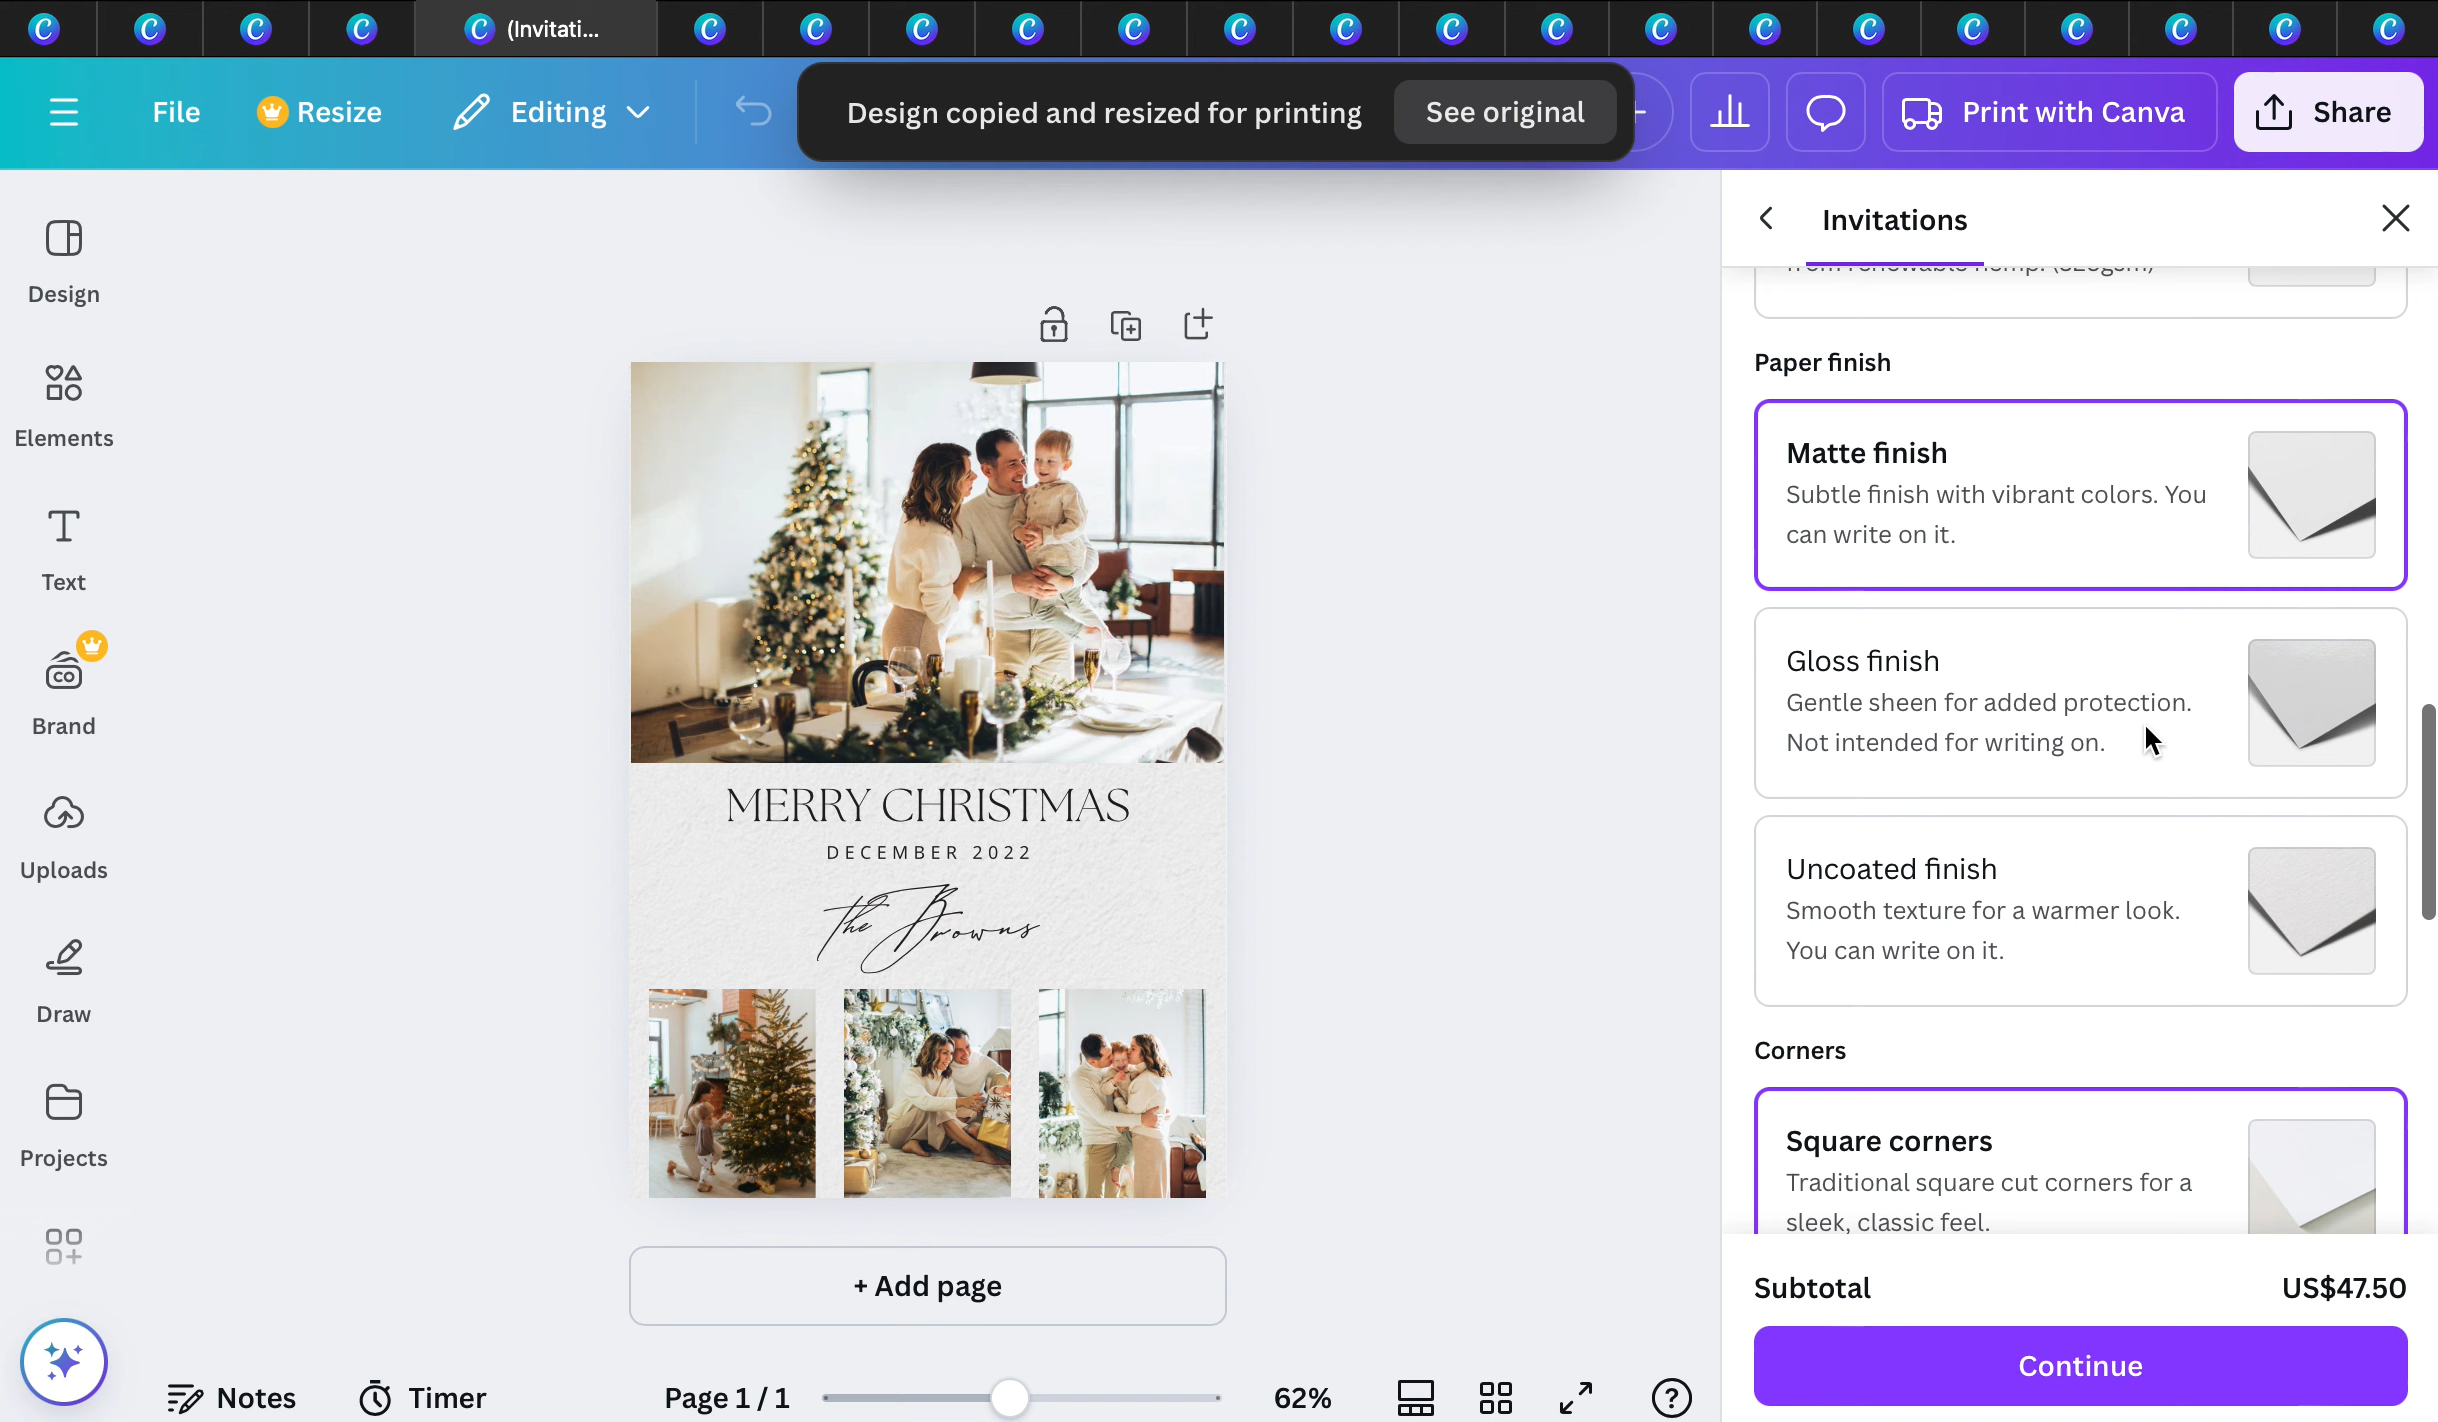 (Invitati...
File
Resize
Editing
Design copied and resized for printing
See original
Print with Canva
Share
Design
Elements
Text
Brand
Uploads
Draw
Projects
MERRY CHRISTMAS
DECEMBER 2022
the Browns
+ Add page
Notes
Timer
Page 1 / 1
62%
Invitations
Paper finish
Matte finish
Subtle finish with vibrant colors. You
can write on it.
Gloss finish
Gentle sheen for added protection.
Not intended for writing on.
Uncoated finish
Smooth texture for a warmer look.
You can write on it.
Corners
Square corners
Traditional square cut corners for a
sleek, classic feel.
Subtotal
US$47.50
Continue